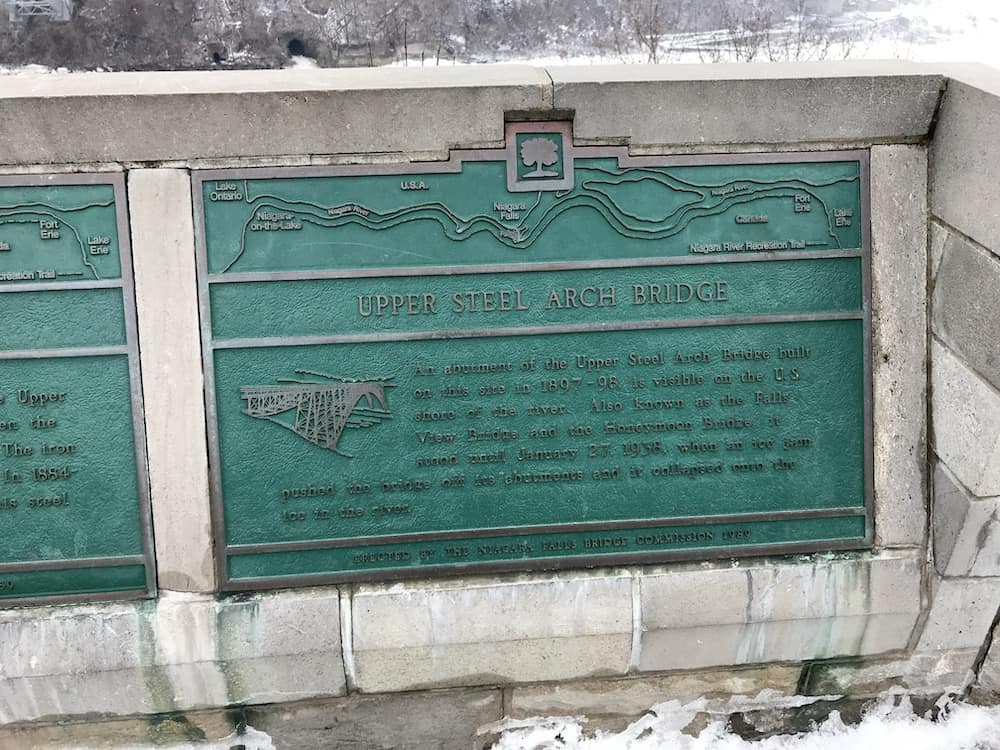 Fort
Erie
Lake
Erie
creation Trail
e Upper
en the
The iron
In 1884-
is steel
Lake
Ontario
U.S.A.
Niagara-
on-the-Lake
Niagara River
Niagara
Falls
Niagara River
Canada
Fort
Erie
Lake
Erie
Niagara River Recreation Trail
UPPER STEEL ARCH BRIDGE
An abutment of the Upper Steel Arch Bridge built
on this site in 1897-98, is visible on the U.S.
shore of the river. Also known as the Falls
View Bridge and the Honeymoon Bridge, it
stood until January 27, 1938, when an ice jam
pushed the bridge off its abutments and it collapsed onto the
ice in the river.
ERECTED BY THE NIAGARA FALLS BRIDGE COMMISSION 1989